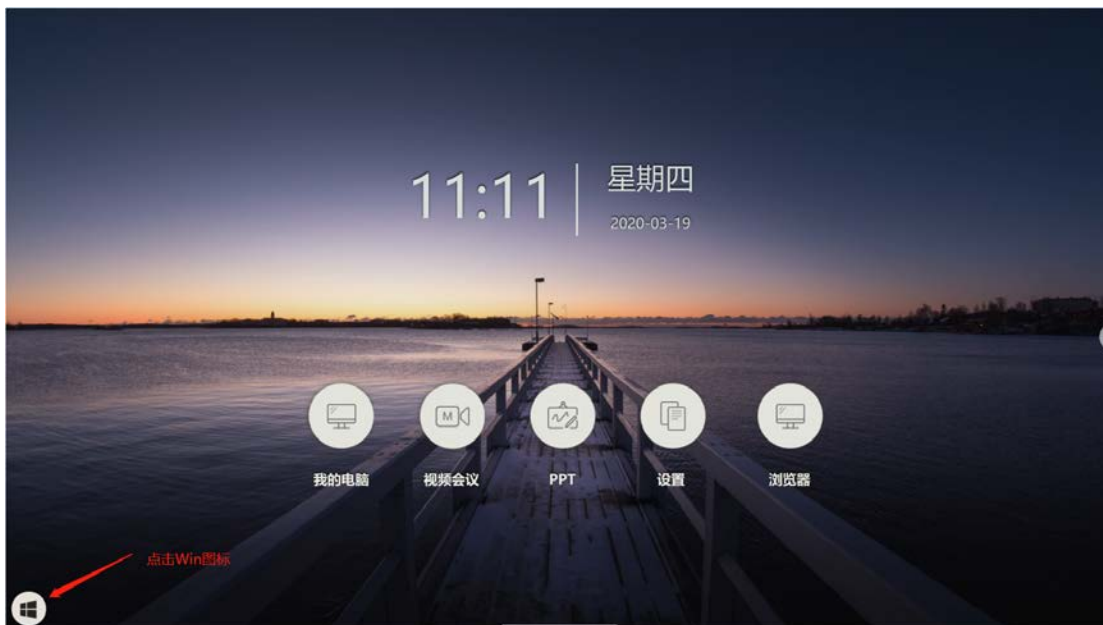 11:11
星期四
2020-03-19
M
我的电脑
视频会议
PPT
设置
浏览器
点击Win图标